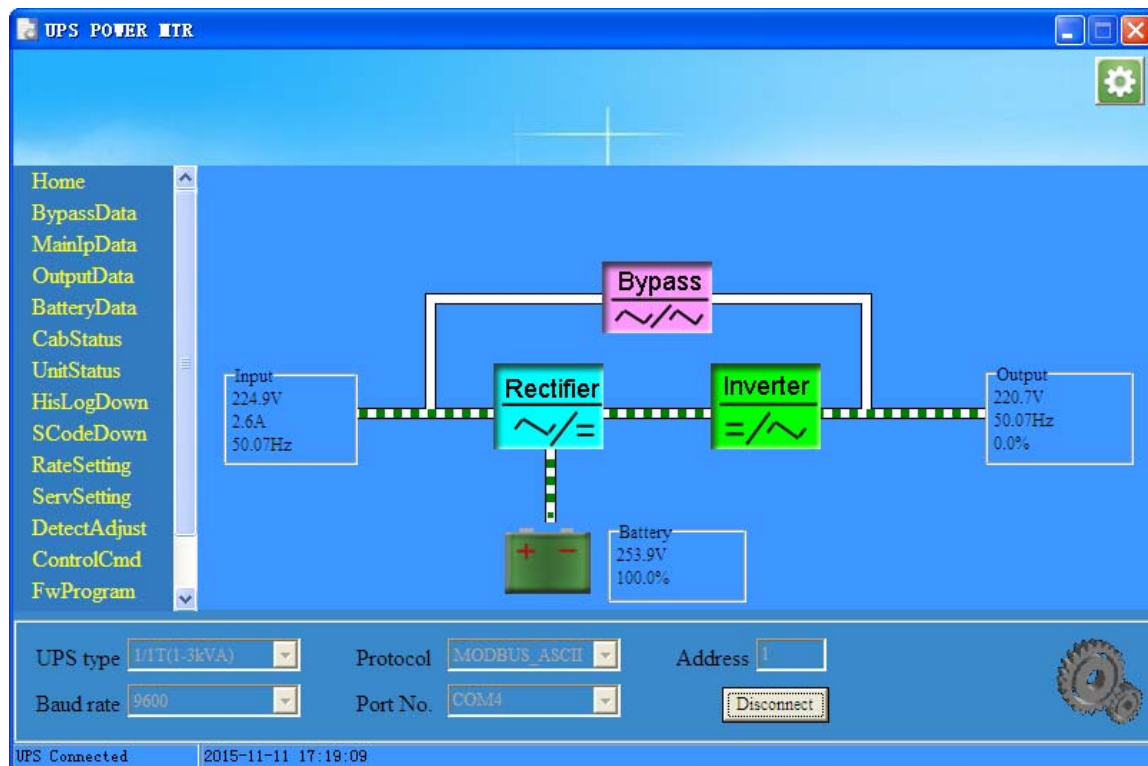 UPS POWER MTR
Home
BypassData
MainIpData
OutputData
BatteryData
CabStatus
UnitStatus
HisLogDown
SCodeDown
RateSetting
ServSetting
DetectAdjust
ControlCmd
FwProgram
Bypass
Input
224.9V
2.6A
50.07Hz
Rectifier
Inverter
Output
220.7V
50.07Hz
0.0%
Battery
253.9V
100.0%
UPS type 1/1T(1-3kVA)
Protocol MODBUS_ASCII
Address 1
Baud rate 9600
Port No. COM4
Disconnect
UPS Connected 2015-11-11 17:19:09